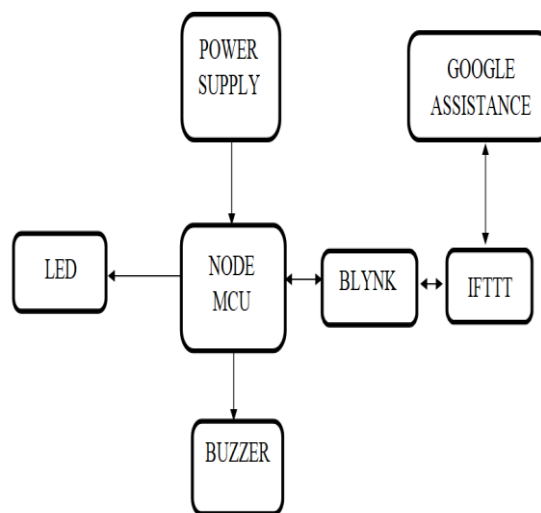 POWER
SUPPLY
GOOGLE
ASSISTANCE
LED
NODE
MCU
BLYNK
IFTTT
BUZZER